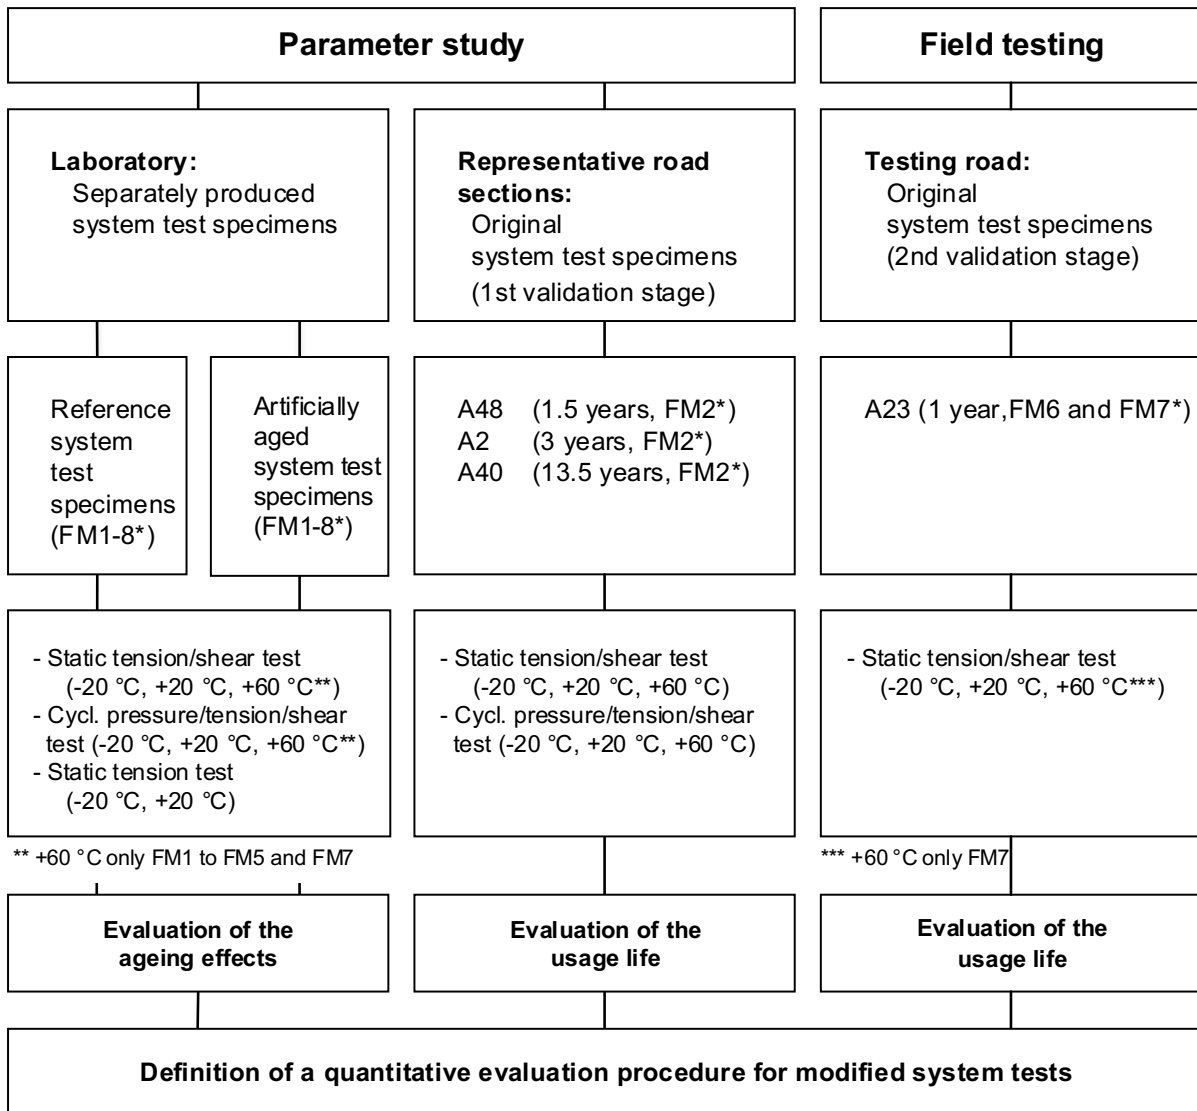 Parameter study
Field testing
Laboratory:
Separately produced
system test specimens
Representative road
sections:
Original
system test specimens
(1st validation stage)
Testing road:
Original
system test specimens
(2nd validation stage)
Reference
system
test
specimens
(FM1-8*)
Artificially
aged
system test
specimens
(FM1-8*)
A48 (1.5 years, FM2*)
A2 (3 years, FM2*)
A40 (13.5 years, FM2*)
A23 (1 year,FM6 and FM7*)
- Static tension/shear test
(-20 °C, +20 °C, +60 °C**)
- Cycl. pressure/tension/shear
test (-20 °C, +20 °C, +60 °C**)
- Static tension test
(-20 °C, +20 °C)
- Static tension/shear test
(-20 °C, +20 °C, +60 °C)
- Cycl. pressure/tension/shear
test (-20 °C, +20 °C, +60 °C)
- Static tension/shear test
(-20 °C, +20 °C, +60 °C***)
** +60 °C only FM1 to FM5 and FM7
*** +60 °C only FM7
Evaluation of the
ageing effects
Evaluation of the
usage life
Evaluation of the
usage life
Definition of a quantitative evaluation procedure for modified system tests